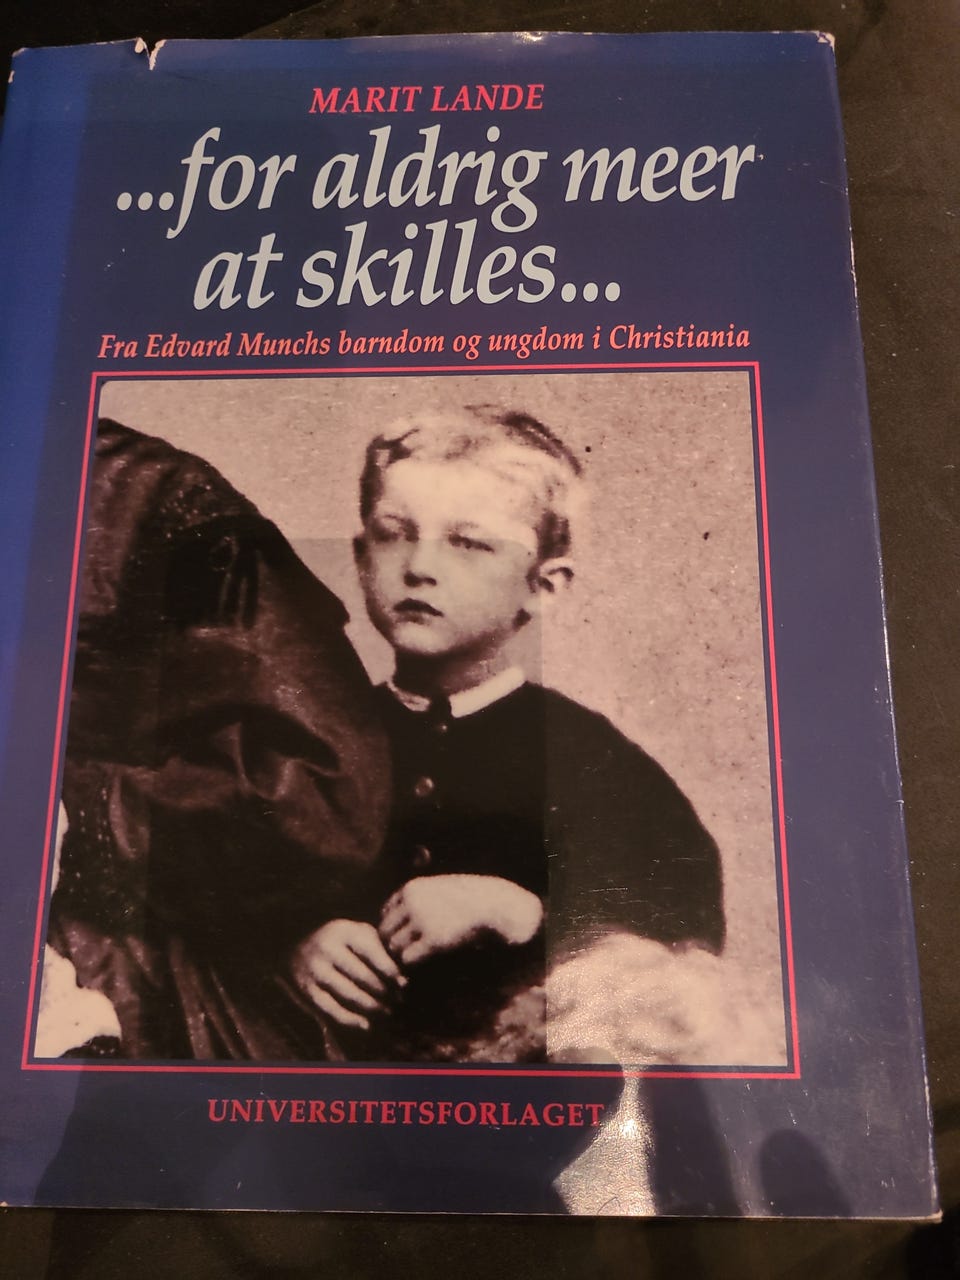 MARIT LANDE
...for aldrig meer
at skilles...
Fra Edvard Munchs barndom og ungdom i Christiania
UNIVERSITETSFORLAGET